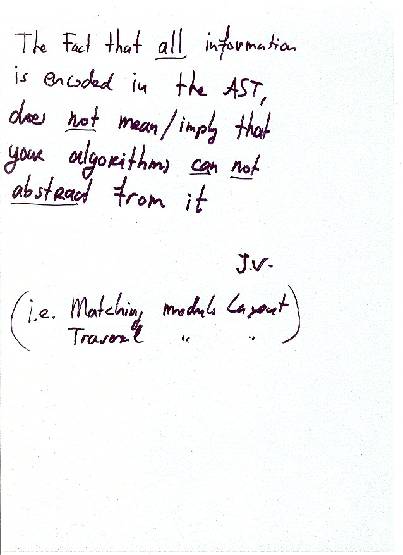 The Fact that all information
is encoded in the AST,
does not mean/imply that
your algorithms can not
abstract from it
J.V.
(i.e. Matching modulo Layout
Traversal " ")